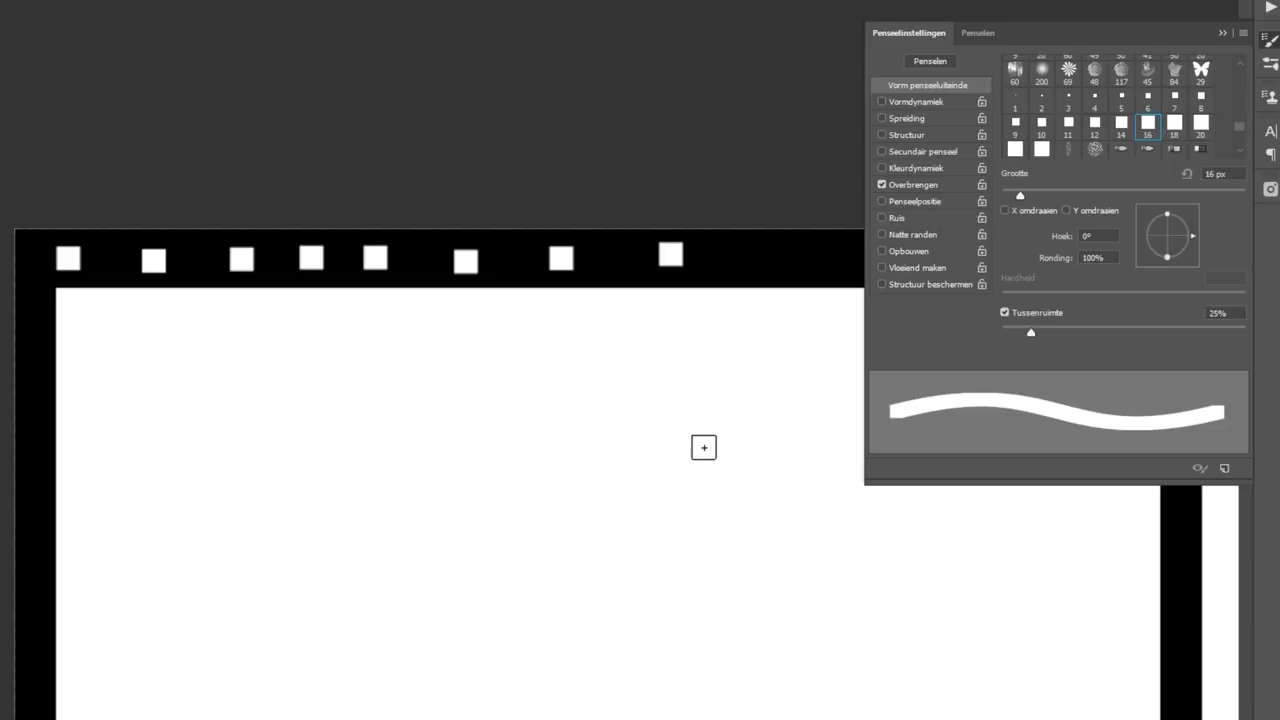 Penseelinstellingen Penselen
Penselen
60 200 69 48 117 45 84 29
Vorm penseeluiteinde
Vormdynamiek
1 2 3 4 5 6 7 8
Spreiding
Structuur
9 10 11 12 14 16 18 20
Secundair penseel
Kleurdynamiek
Grootte 16 px
Overbrengen
Penseelpositie
X omdraaien Y omdraaien
Ruis
Natte randen
Hoek: 0º
Opbouwen
Ronding: 100%
Vloeiend maken
Hardheid
Structuur beschermen
Tussenruimte 25%
A|